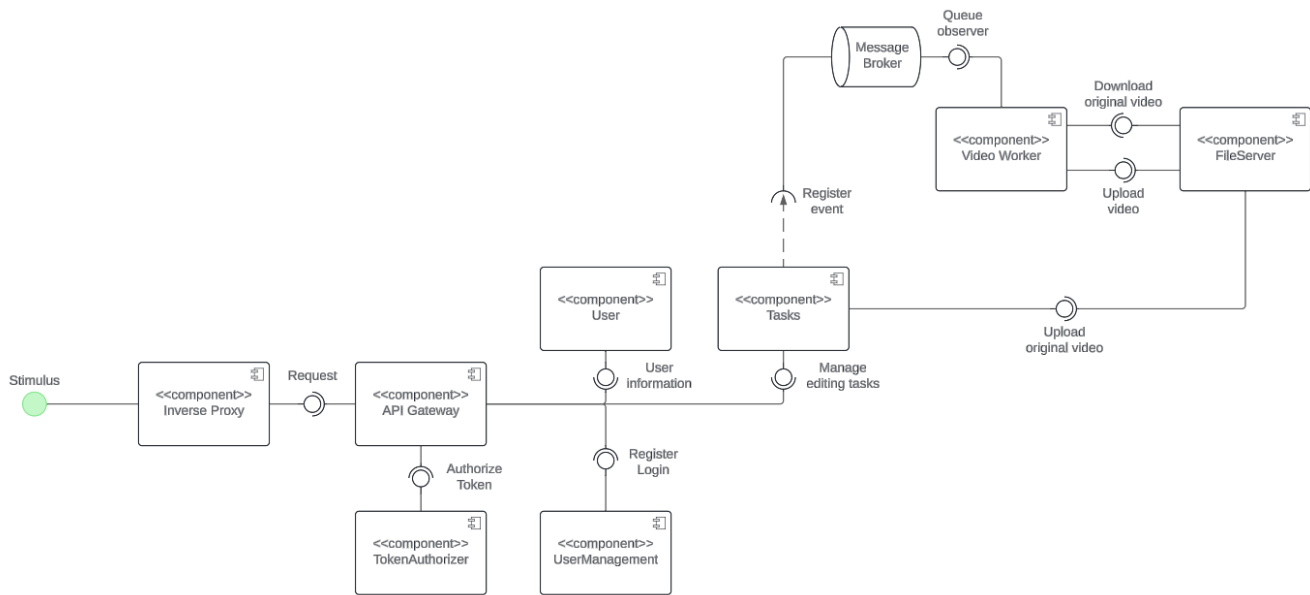 Queue
observer
Message
Broker
Download
original video
<<component>>
Video Worker
<<component>>
FileServer
Upload
video
Register
event
<<component>>
User
<<component>>
Tasks
Upload
original video
User
information
Manage
editing tasks
Stimulus
<<component>>
Inverse Proxy
Request
<<component>>
API Gateway
Authorize
Token
Register
Login
<<component>>
TokenAuthorizer
<<component>>
UserManagement